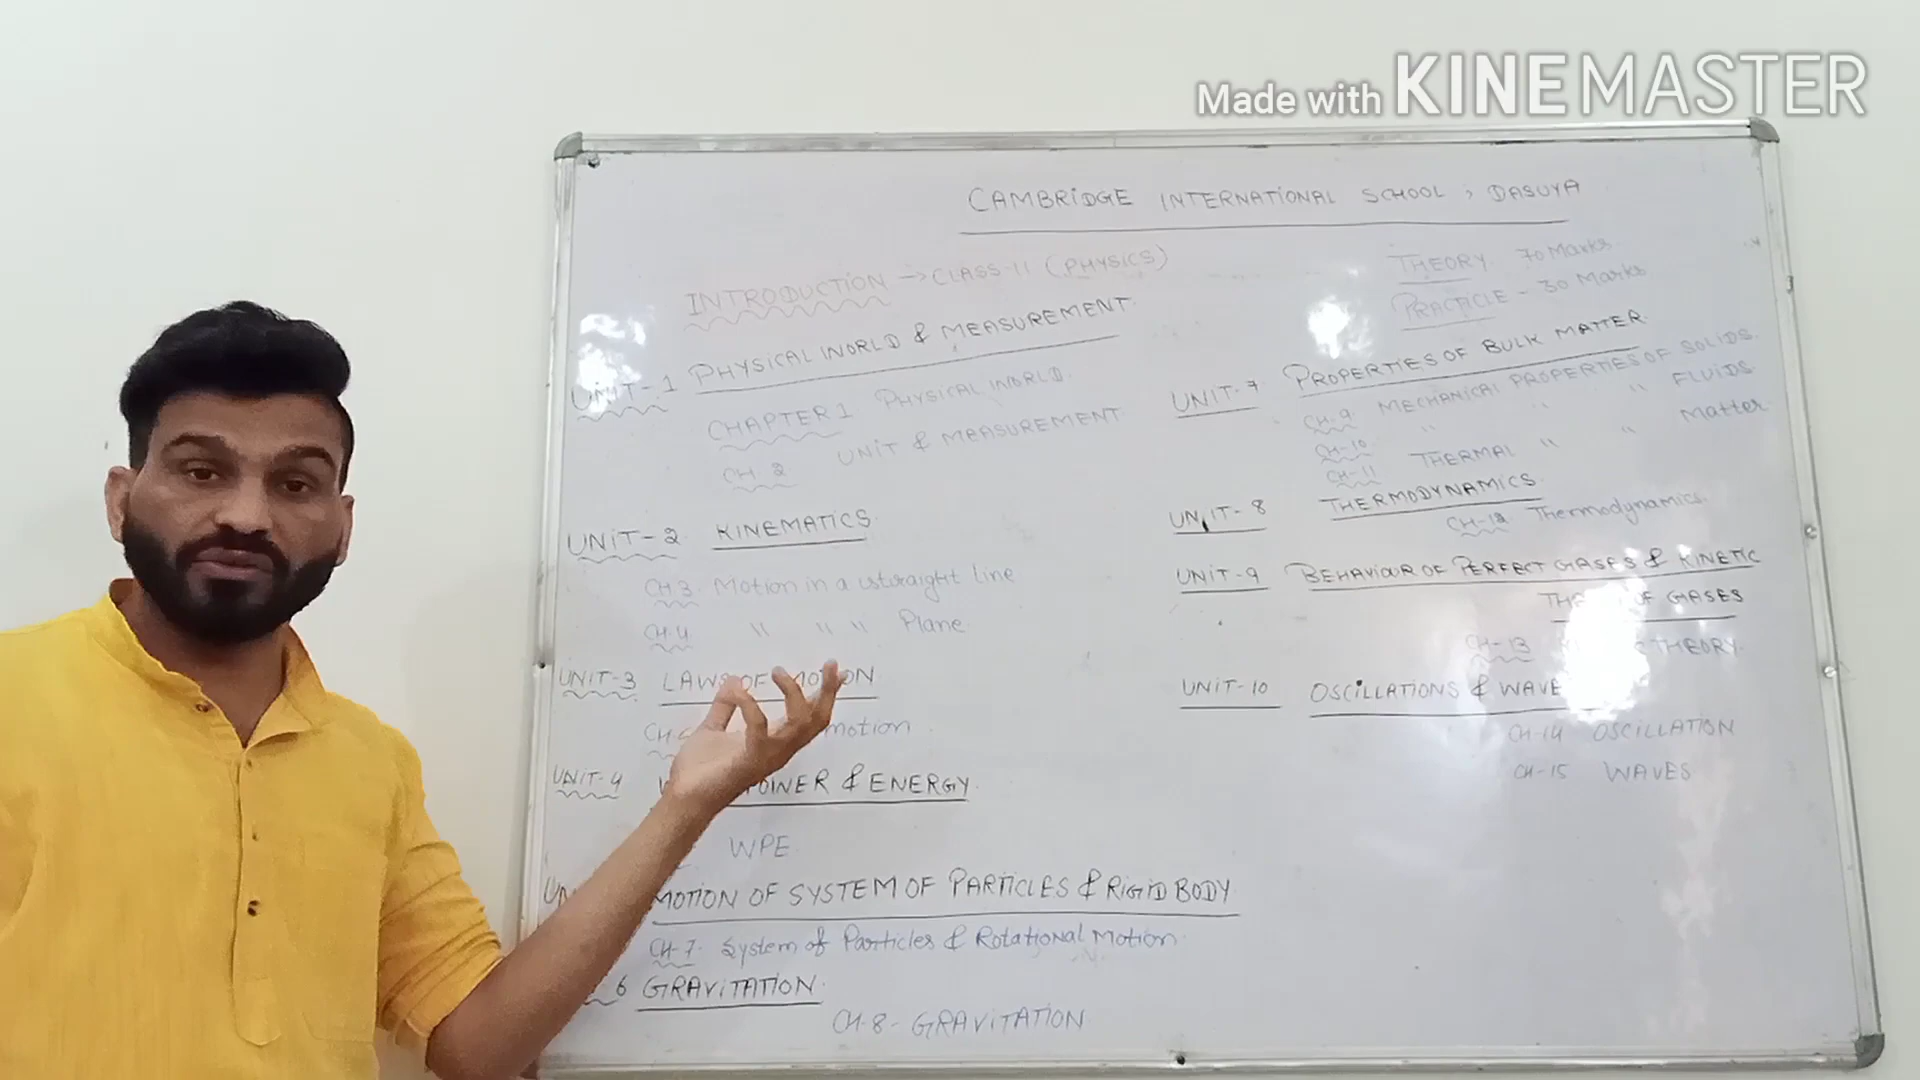 Made with KINEMASTER
CAMBRIDGE INTERNATIONAL SCHOOL, DASUYA
INTRODUCTION → CLASS-11 (PHYSICS)
THEORY 70 Marks
PRACTICLE - 30 Marks
UNIT-1 PHYSICAL WORLD & MEASUREMENT
CHAPTER 1 PHYSICAL WORLD
CH. 2 UNIT & MEASUREMENT
UNIT-2 KINEMATICS
CH.3 Motion in a straight line
CH.4 " " " Plane
UNIT-3 LAWS OF MOTION
CH. motion
UNIT-4 POWER & ENERGY
WPE
MOTION OF SYSTEM OF PARTICLES & RIGID BODY
CH.7. System of Particles & Rotational Motion
6 GRAVITATION
CH.8- GRAVITATION
UNIT-7 PROPERTIES OF BULK MATTER
CH.9 MECHANICAL PROPERTIES OF SOLIDS
CH-10 " " " FLUIDS
CH-11 THERMAL " " Matter
UNIT-8 THERMODYNAMICS
CH-12 Thermodynamics
UNIT-9 BEHAVIOUR OF PERFECT GASES & KINETIC
OF GASES
CH-13 THEORY
UNIT-10 OSCILLATIONS & WAVE
CH-14 OSCILLATION
CH-15 WAVES